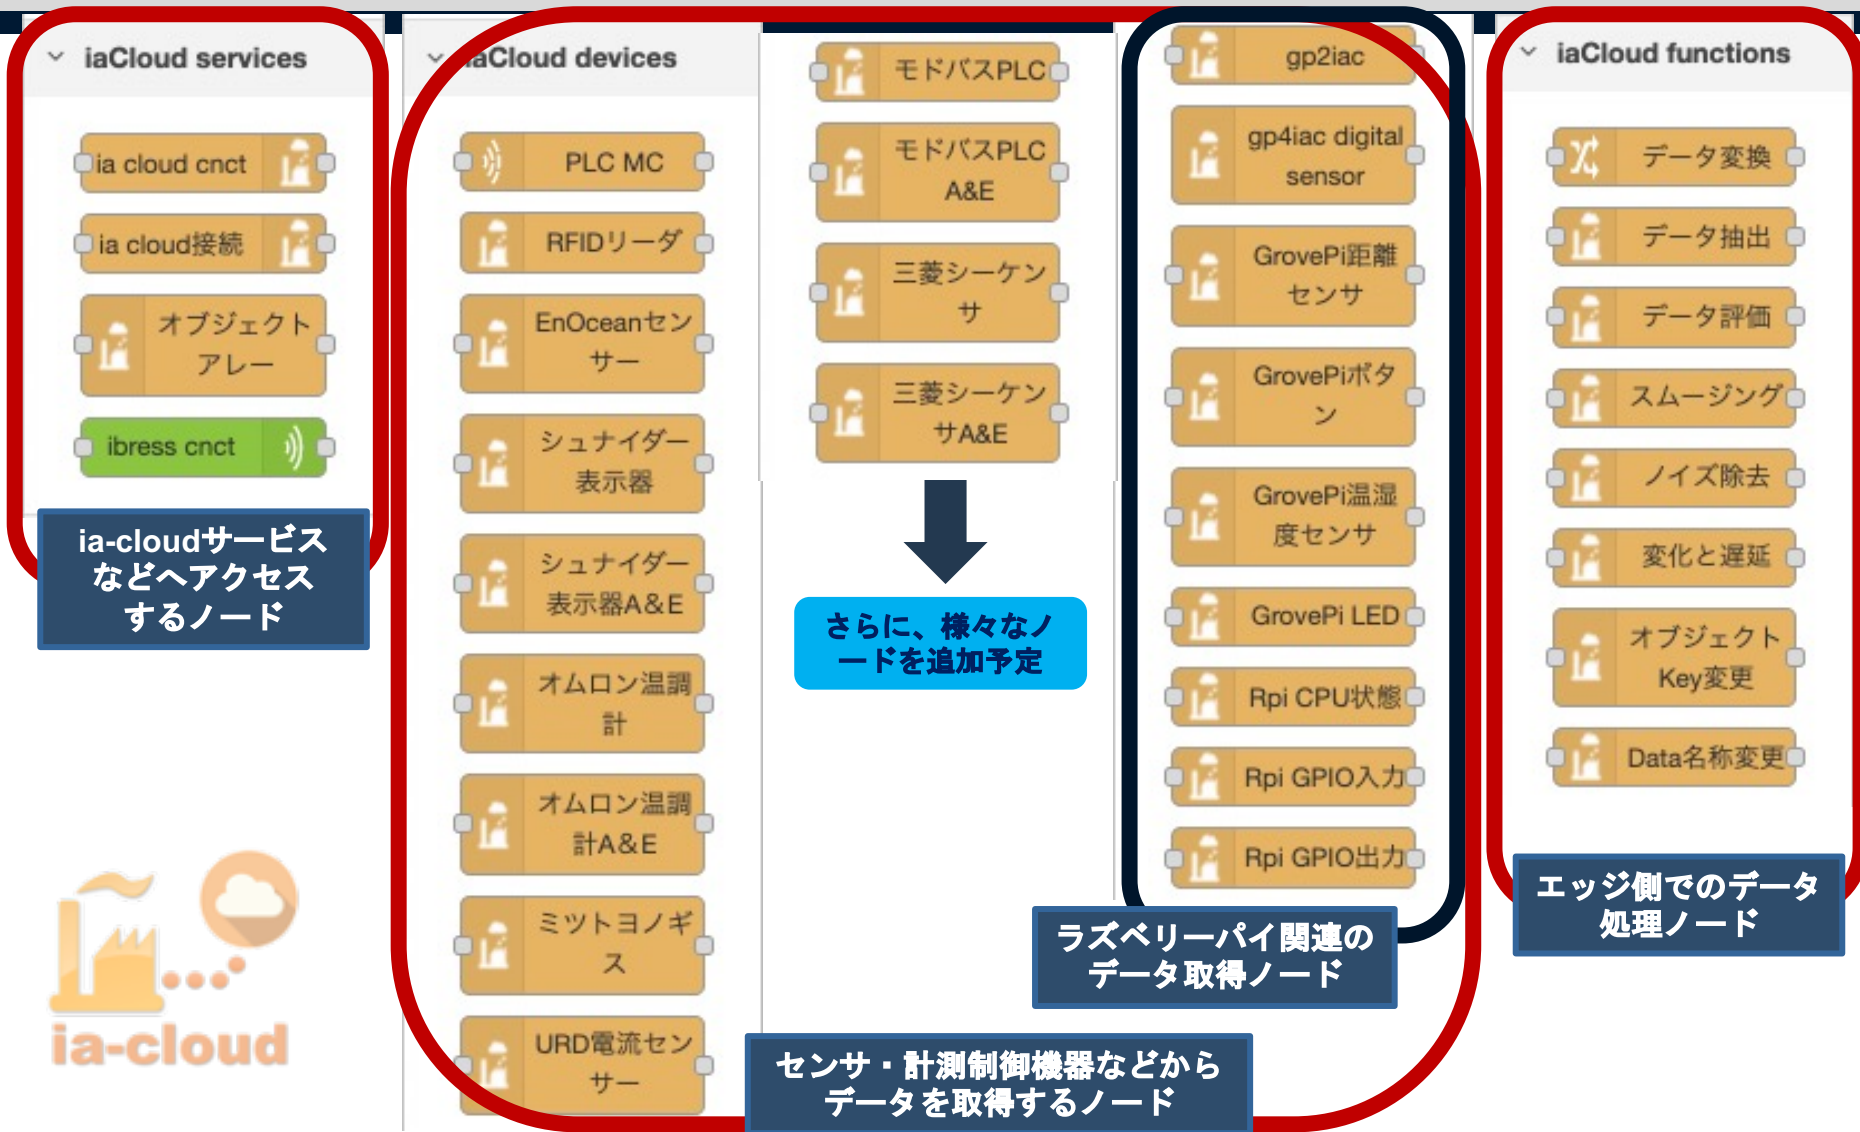 iaCloud services
ia cloud cnct
ia cloud接続
オブジェクト
アレー
ibress cnct
ia-cloudサービス
などへアクセス
するノード
ia-cloud
iaCloud devices
PLC MC
RFIDリーダ
EnOceanセン
サー
シュナイダー
表示器
シュナイダー
表示器A&E
オムロン温調
計
オムロン温調
計A&E
ミツトヨノギ
ス
URD電流セン
サー
モドバスPLC
モドバスPLC
A&E
三菱シーケン
サ
三菱シーケン
サA&E
さらに、様々なノ
ードを追加予定
gp2iac
gp4iac digital
sensor
GrovePi距離
センサ
GrovePiボタ
ン
GrovePi温湿
度センサ
GrovePi LED
Rpi CPU状態
Rpi GPIO入力
Rpi GPIO出力
ラズベリーパイ関連の
データ取得ノード
センサ・計測制御機器などから
データを取得するノード
iaCloud functions
データ変換
データ抽出
データ評価
スムージング
ノイズ除去
変化と遅延
オブジェクト
Key変更
Data名称変更
エッジ側でのデータ
処理ノード